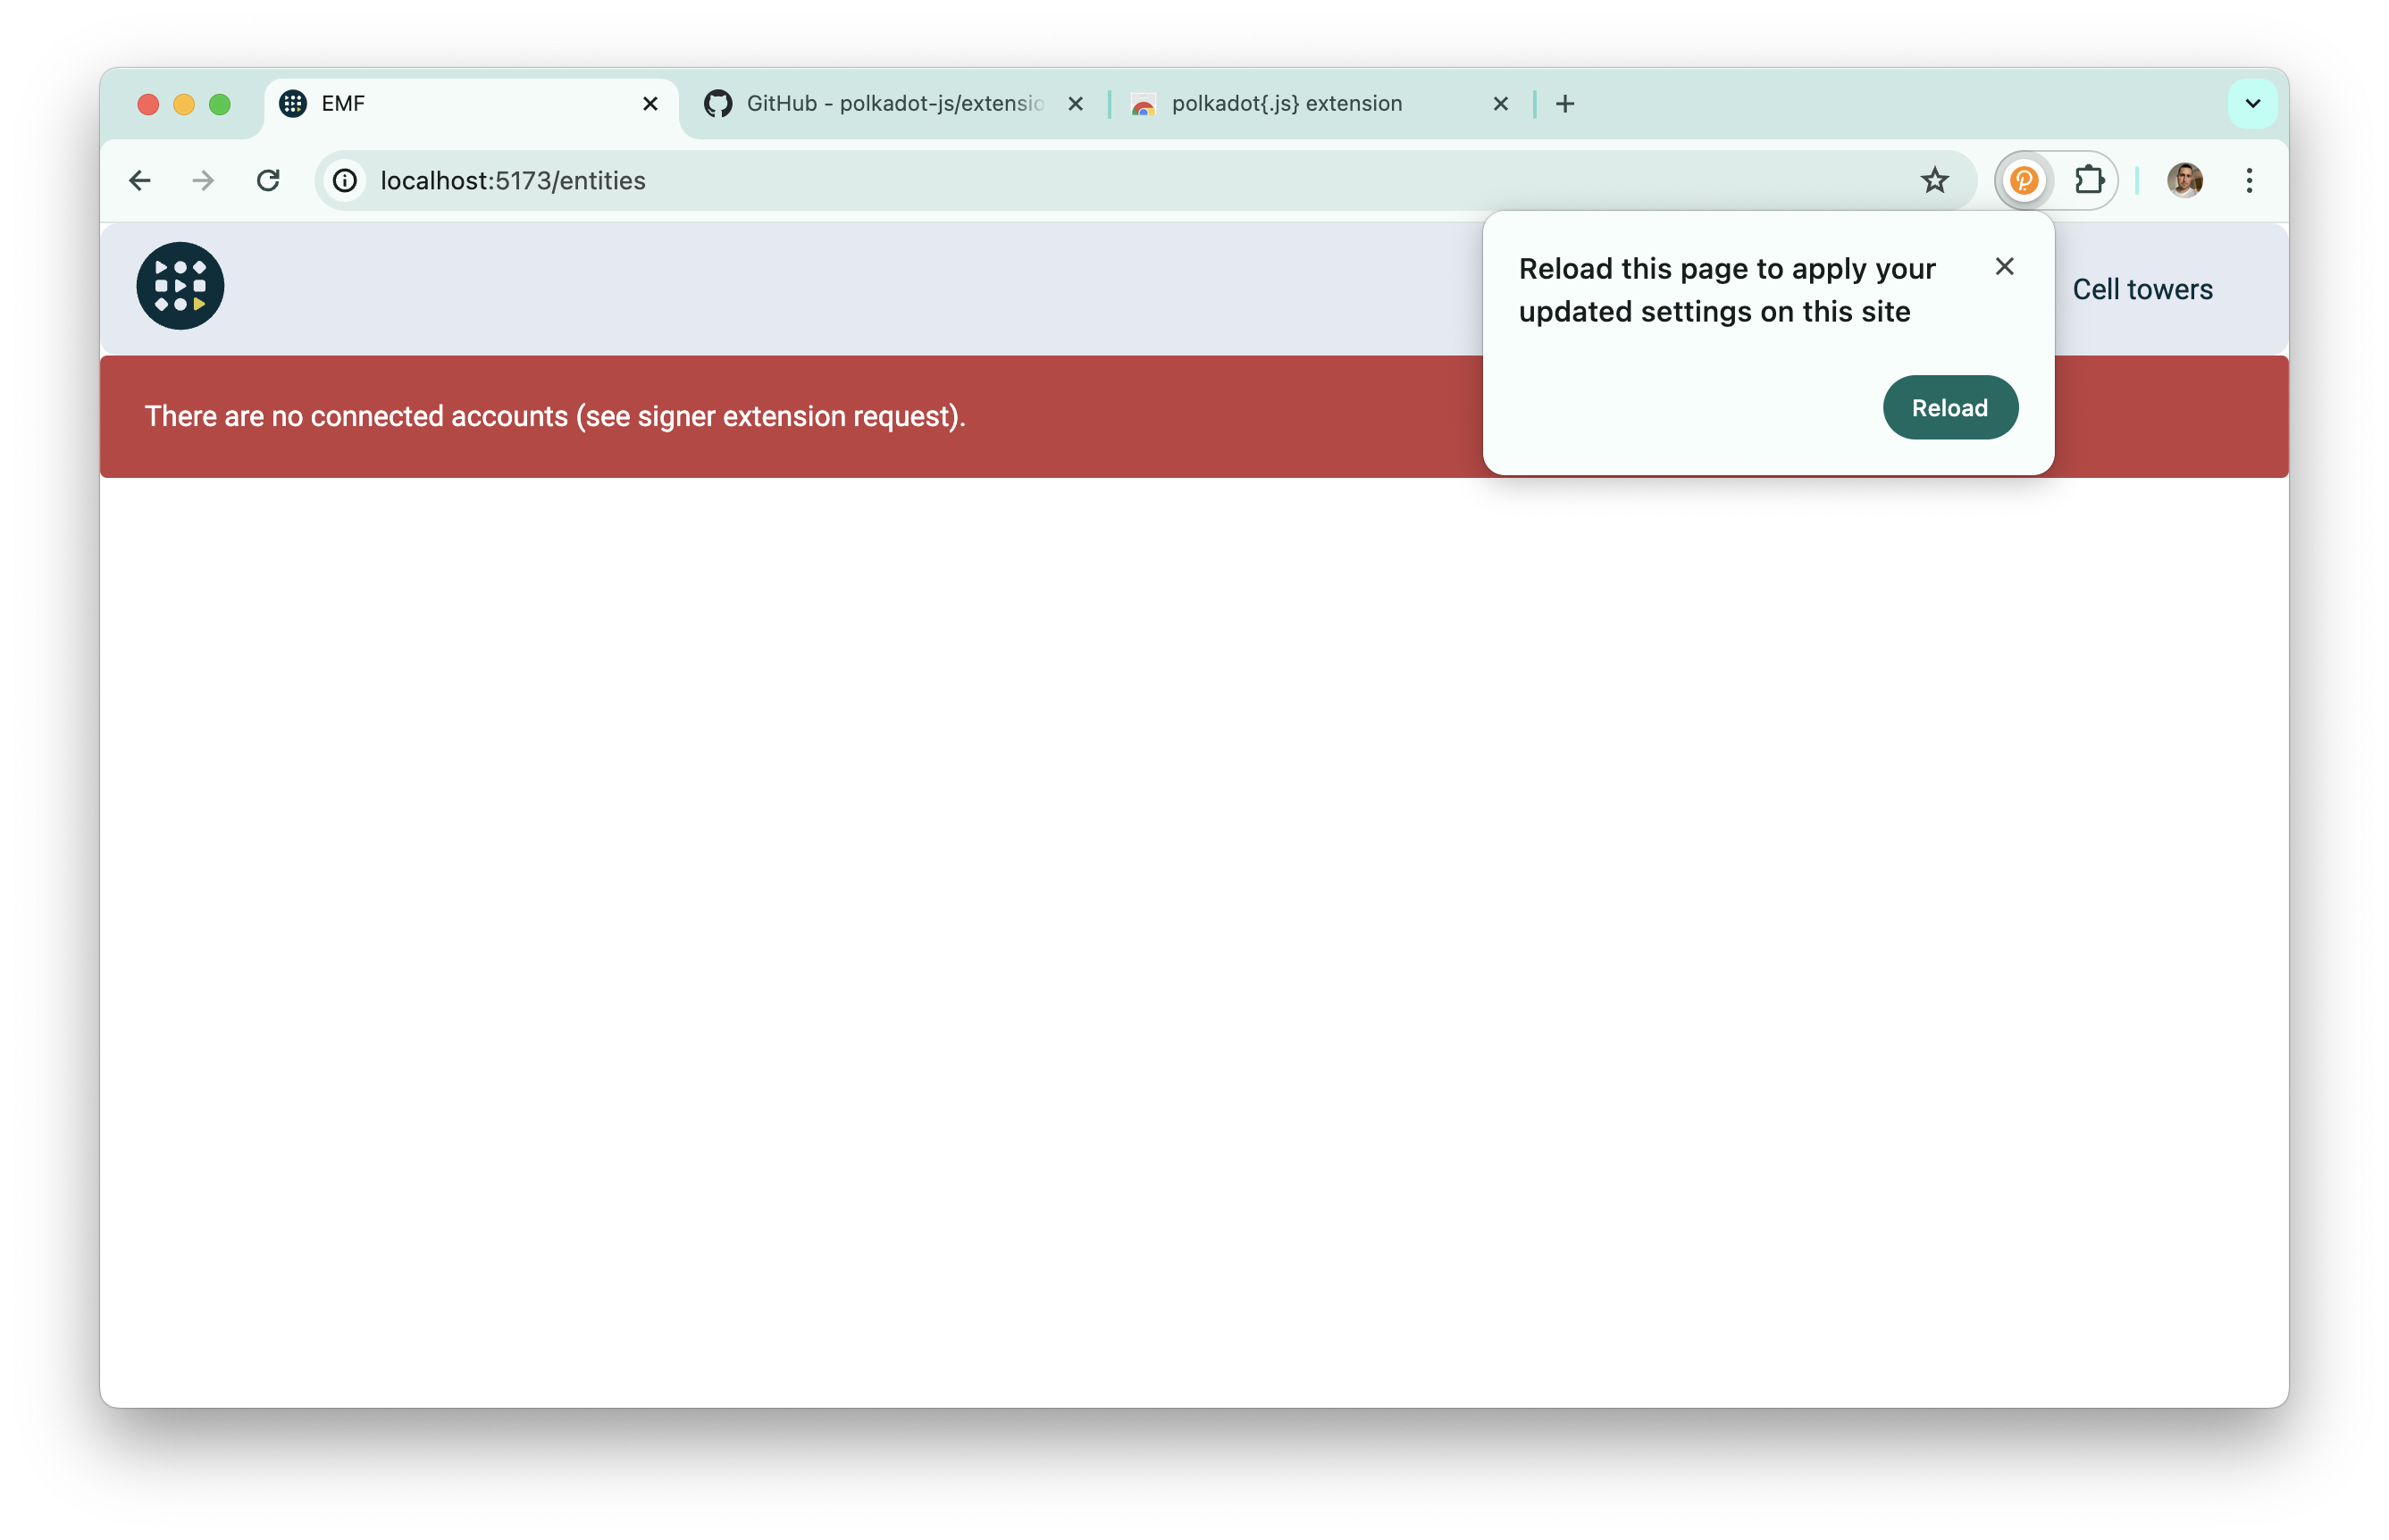 EMF
GitHub - polkadot-js/extensio
polkadot{.js} extension
localhost:5173/entities
Reload this page to apply your
updated settings on this site
Reload
Cell towers
There are no connected accounts (see signer extension request).